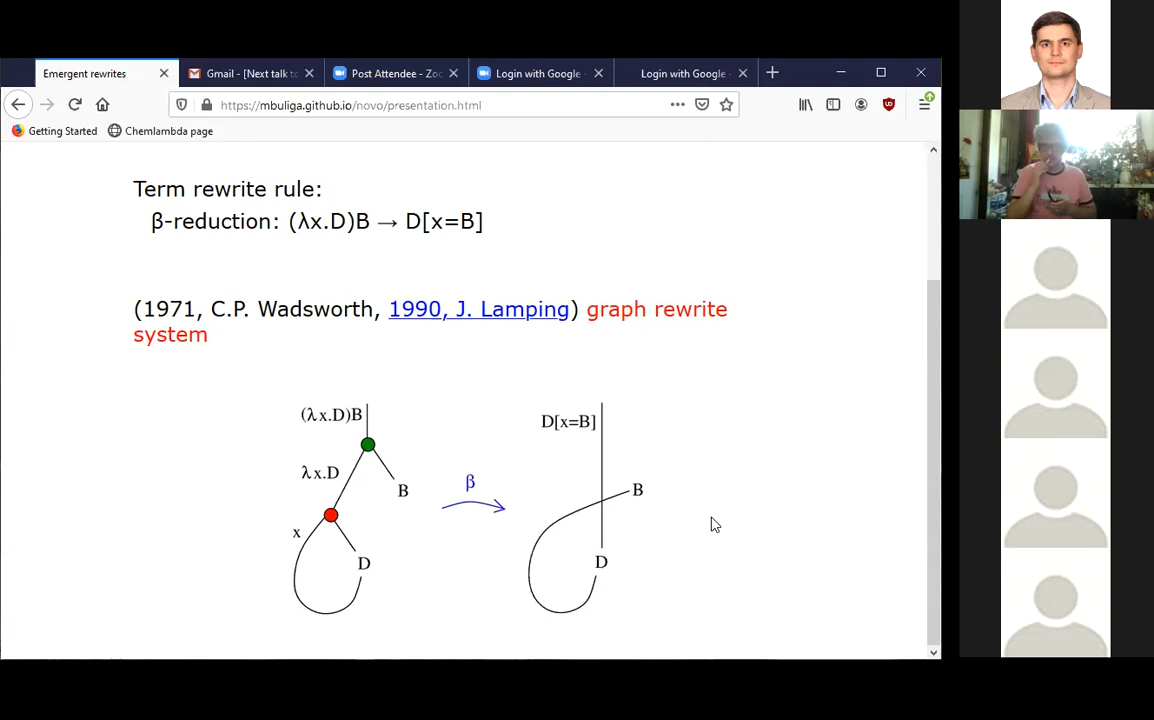 Emergent rewrites
Gmail - [Next talk to
Post Attendee - Zoo
Login with Google -
Login with Google -
https://mbuliga.github.io/novo/presentation.html
Getting Started
Chemlambda page
Term rewrite rule:
β-reduction: (λx.D)B → D[x=B]
(1971, C.P. Wadsworth, 1990, J. Lamping) graph rewrite
system
(λx.D)B
λx.D
B
x
D
β
D[x=B]
B
D